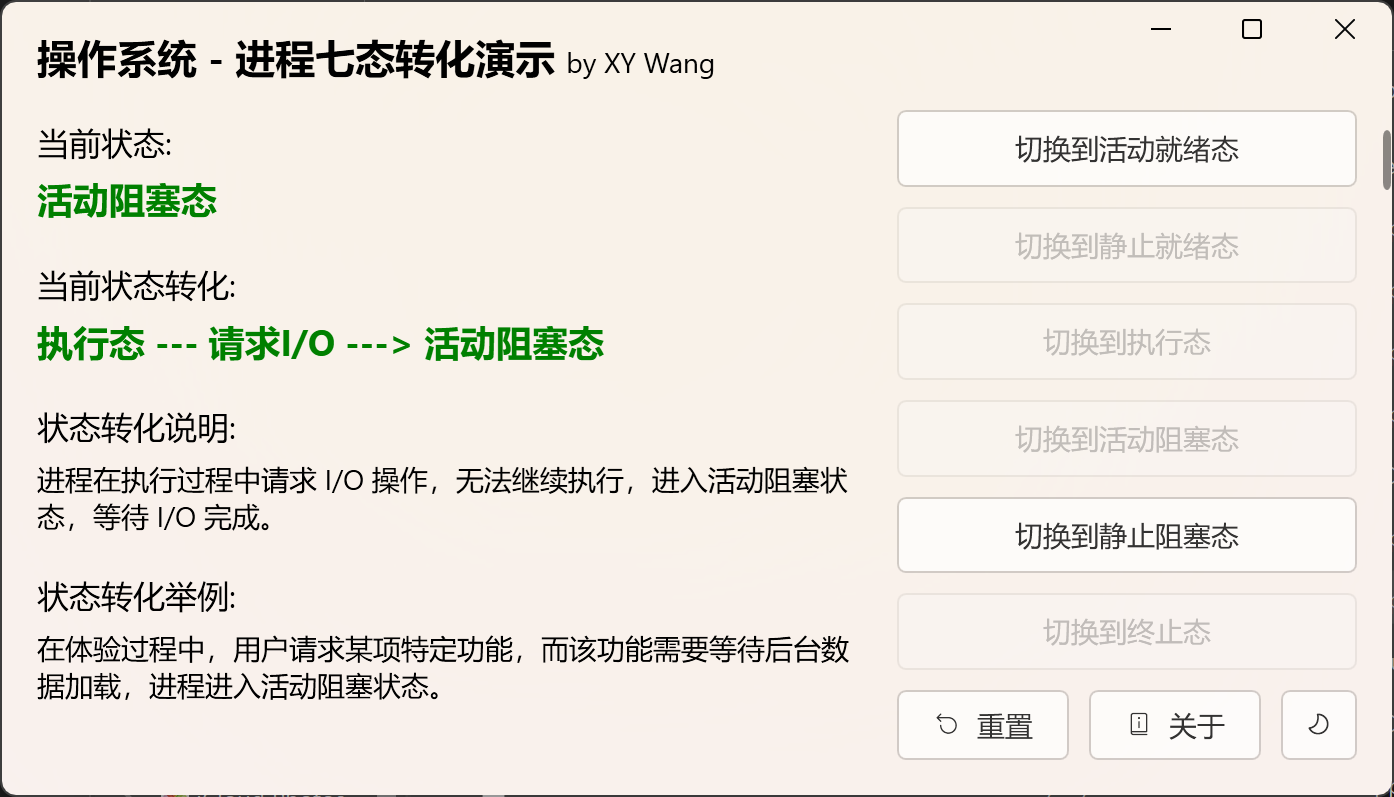 操作系统 - 进程七态转化演示 by XY Wang
当前状态:
活动阻塞态
当前状态转化:
执行态 --- 请求I/O ---> 活动阻塞态
状态转化说明:
进程在执行过程中请求 I/O 操作，无法继续执行，进入活动阻塞状
态，等待 I/O 完成。
状态转化举例:
在体验过程中，用户请求某项特定功能，而该功能需要等待后台数
据加载，进程进入活动阻塞状态。
切换到活动就绪态
切换到静止就绪态
切换到执行态
切换到活动阻塞态
切换到静止阻塞态
切换到终止态
重置
关于